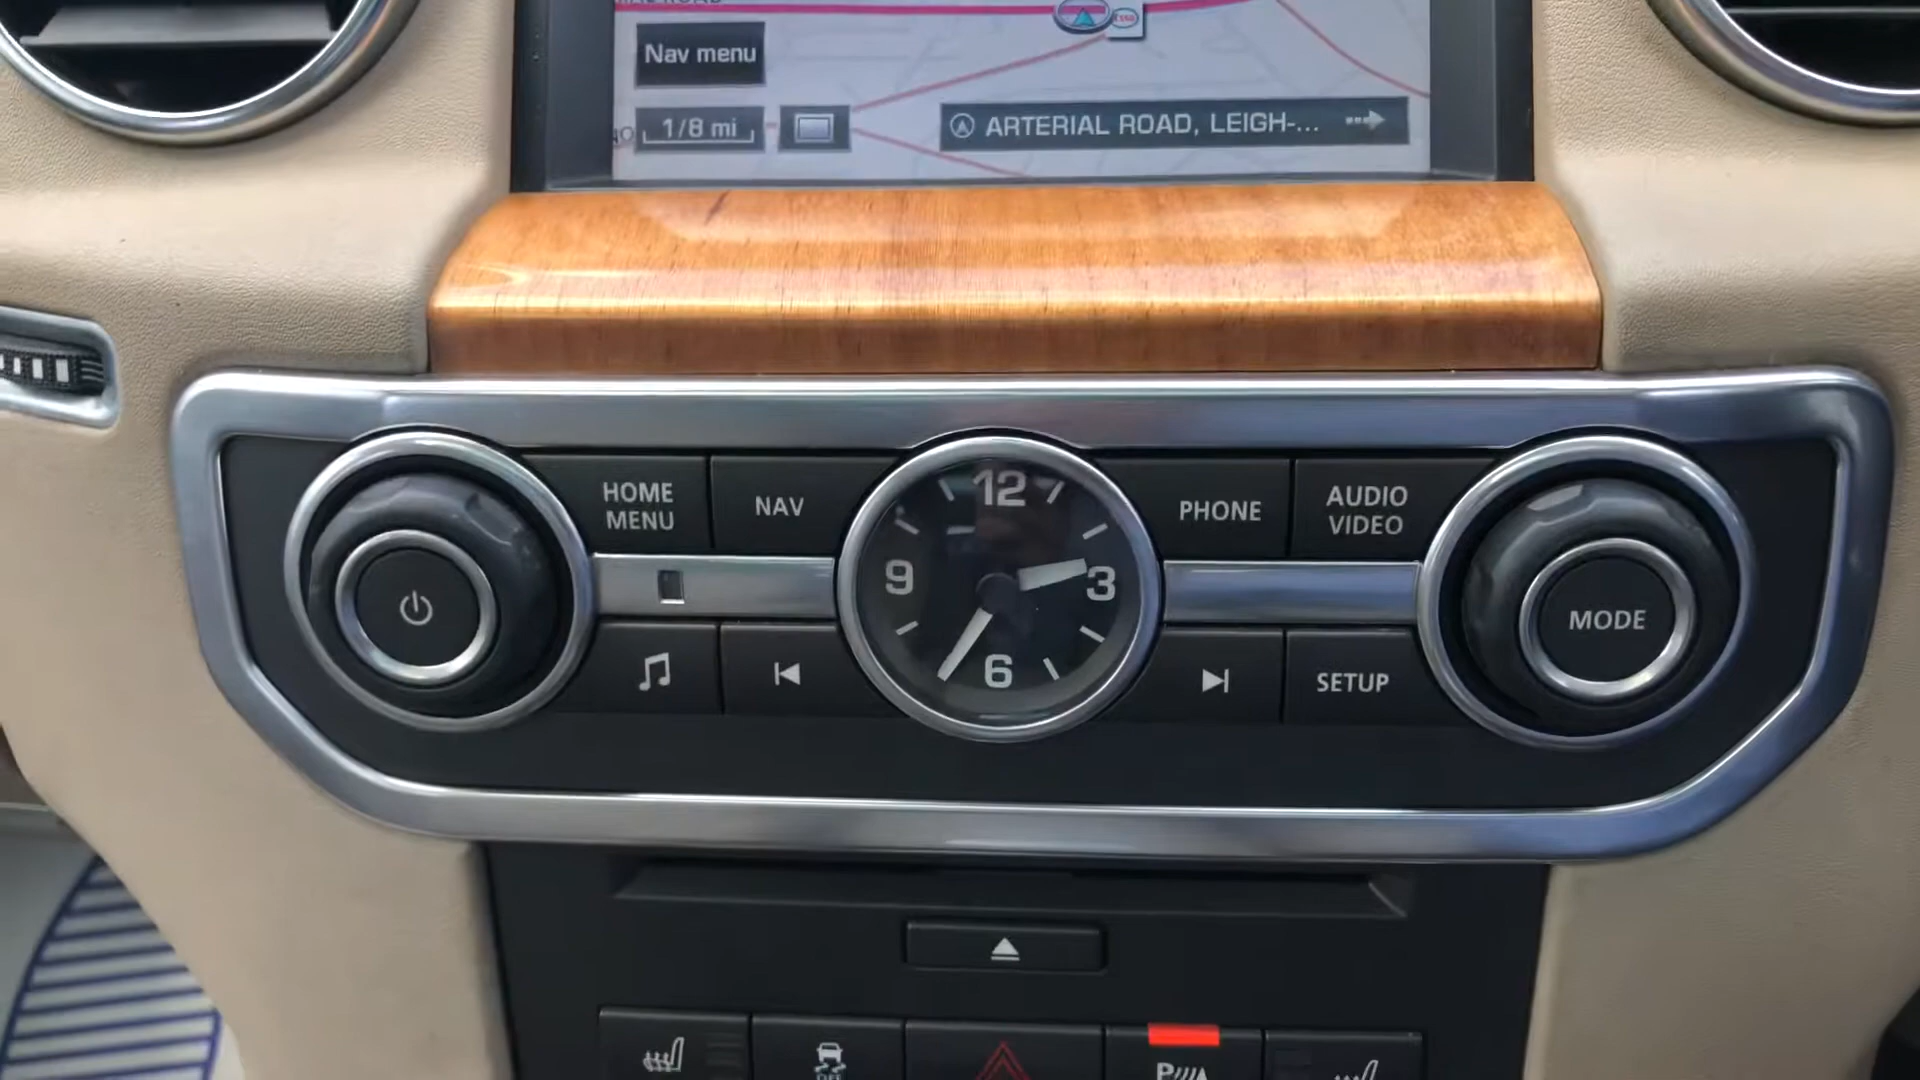 Nav menu
1/8 mi
ARTERIAL ROAD, LEIGH-...
HOME
MENU
NAV
12
9
3
6
PHONE
AUDIO
VIDEO
MODE
SETUP
OFF
P